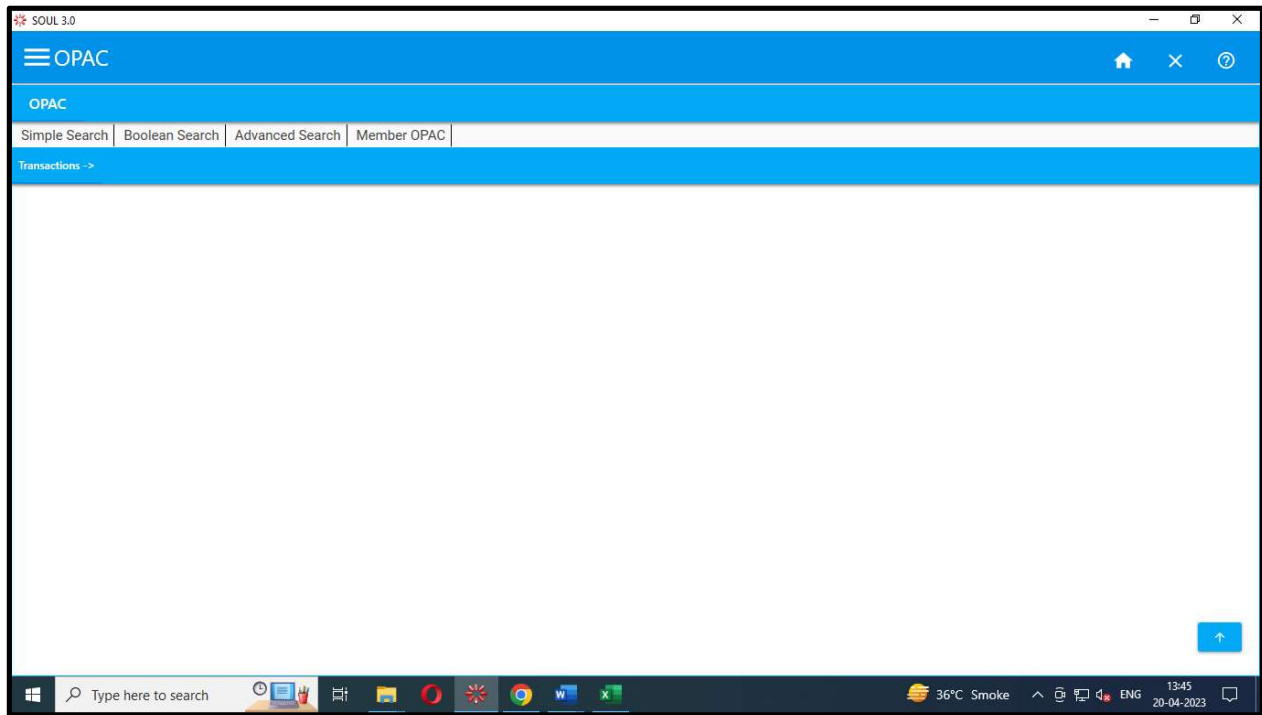 SOUL 3.0
OPAC
OPAC
Simple Search Boolean Search Advanced Search Member OPAC
Transactions ->
Type here to search 36°C Smoke ENG 13:45
20-04-2023